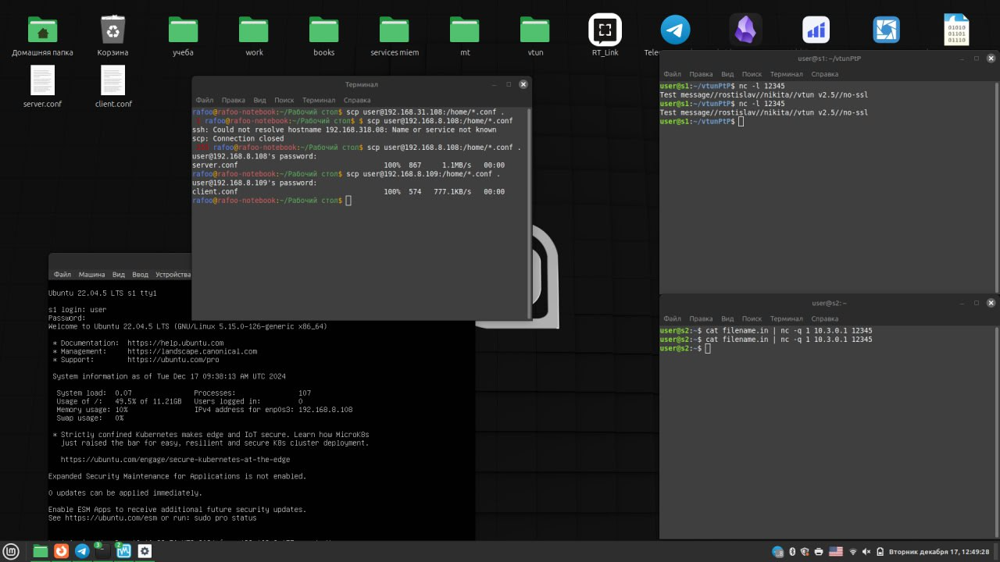 Домашняя папка
Корзина
учеба
work
books
services miem
mt
vtun
RT_Link
Tele
01010
01101
01110
server.conf
client.conf
Терминал
Файл Правка Вид Поиск Терминал Справка
rafoo@rafoo-notebook:~/Рабочий стол$ scp user@192.168.31.108:/home/*.conf .
rafoo@rafoo-notebook:~/Рабочий стол$ $ scp user@192.168.8.108:/home/*.conf
ssh: Could not resolve hostname 192.168.318.08: Name or service not known
scp: Connection closed
rafoo@rafoo-notebook:~/Рабочий стол$ scp user@192.168.8.108:/home/*.conf .
user@192.168.8.108's password:
server.conf 100% 867 1.1MB/s 00:00
rafoo@rafoo-notebook:~/Рабочий стол$ scp user@192.168.8.109:/home/*.conf .
user@192.168.8.109's password:
client.conf 100% 574 777.1KB/s 00:00
rafoo@rafoo-notebook:~/Рабочий стол$
user@s1: ~/vtunPtP
Файл Правка Вид Поиск Терминал Справка
user@s1:~/vtunPtP$ nc -l 12345
Test message//rostislav//nikita//vtun v2.5//no-ssl
user@s1:~/vtunPtP$ nc -l 12345
Test message//rostislav//nikita//vtun v2.5//no-ssl
user@s1:~/vtunPtP$
user@s2: ~
Файл Правка Вид Поиск Терминал Справка
user@s2:~$ cat filename.in | nc -q 1 10.3.0.1 12345
user@s2:~$ cat filename.in | nc -q 1 10.3.0.1 12345
user@s2:~$
Файл Машина Вид Ввод Устройства
Ubuntu 22.04.5 LTS s1 tty1
s1 login: user
Password:
Welcome to Ubuntu 22.04.5 LTS (GNU/Linux 5.15.0-126-generic x86_64)
* Documentation: https://help.ubuntu.com
* Management: https://landscape.canonical.com
* Support: https://ubuntu.com/pro
System information as of Tue Dec 17 09:38:13 AM UTC 2024
System load: 0.07 Processes: 107
Usage of /: 49.5% of 11.21GB Users logged in: 0
Memory usage: 10% IPv4 address for enp0s3: 192.168.8.108
Swap usage: 0%
* Strictly confined Kubernetes makes edge and IoT secure. Learn how MicroK8s
just raised the bar for easy, resilient and secure K8s cluster deployment.
https://ubuntu.com/engage/secure-kubernetes-at-the-edge
Expanded Security Maintenance for Applications is not enabled.
0 updates can be applied immediately.
Enable ESM Apps to receive additional future security updates.
See https://ubuntu.com/esm or run: sudo pro status
3
2
Вторник декабря 17, 12:49:28